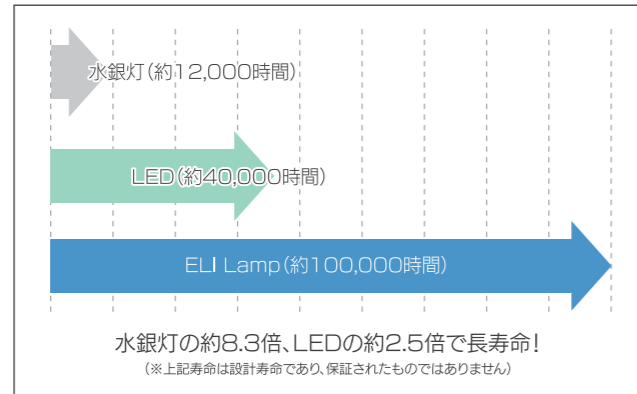 水銀灯(約12,000時間)
LED(約40,000時間)
ELI Lamp(約100,000時間)
水銀灯の約8.3倍、LEDの約2.5倍で長寿命!
(※上記寿命は設計寿命であり、保証されたものではありません)